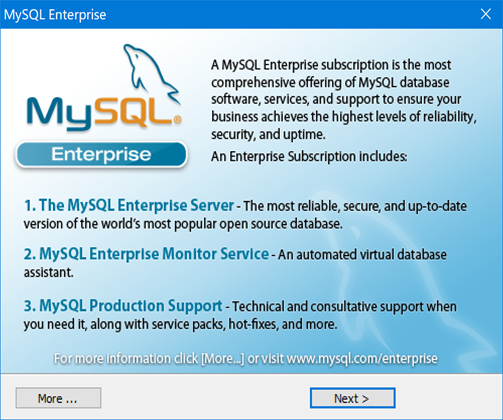 MySQL Enterprise
MySQL®
Enterprise
A MySQL Enterprise subscription is the most
comprehensive offering of MySQL database
software, services, and support to ensure your
business achieves the highest levels of reliability,
security, and uptime.
An Enterprise Subscription includes:
1. The MySQL Enterprise Server - The most reliable, secure, and up-to-date
version of the world's most popular open source database.
2. MySQL Enterprise Monitor Service - An automated virtual database
assistant.
3. MySQL Production Support - Technical and consultative support when
you need it, along with service packs, hot-fixes, and more.
For more information click [More...] or visit www.mysql.com/enterprise
More ...
Next >